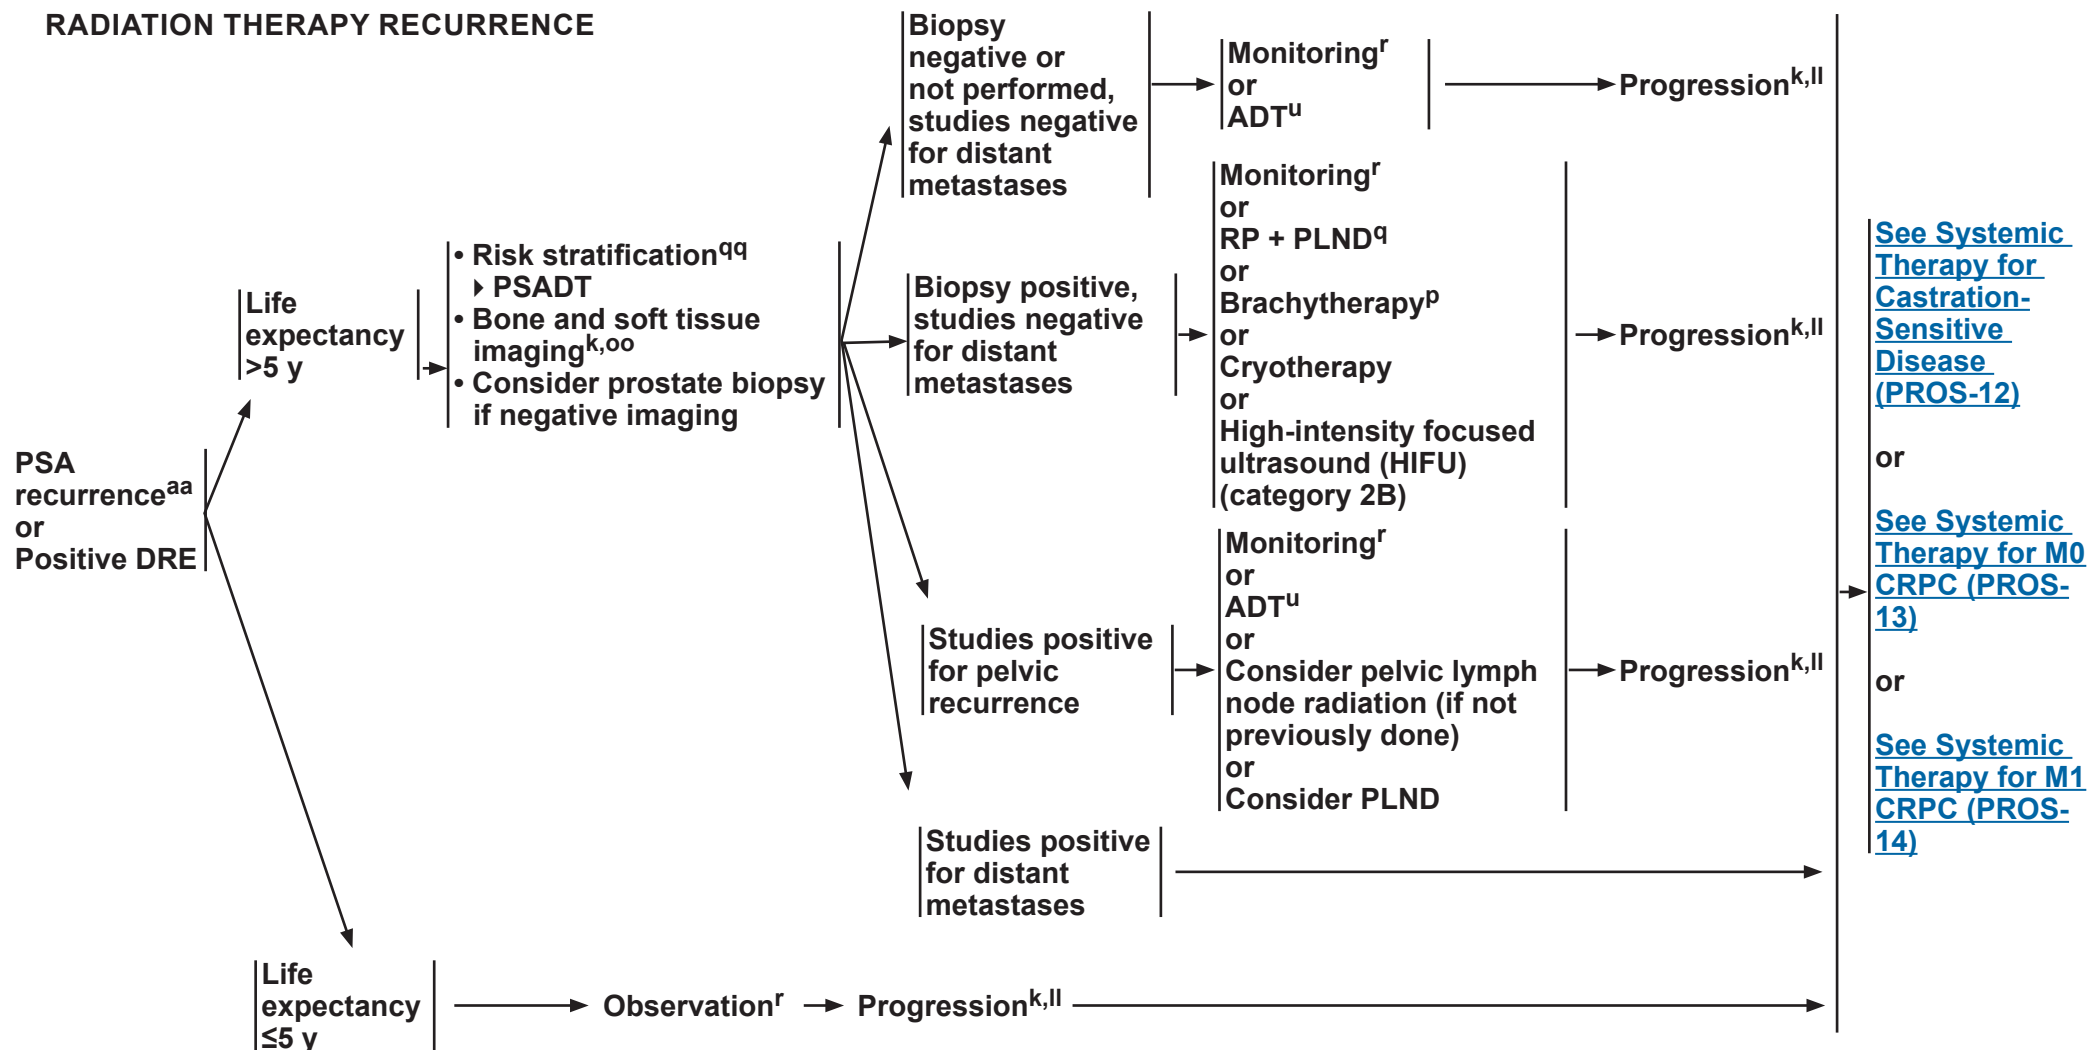 RADIATION THERAPY RECURRENCE
PSA
recurrenceaa
or
Positive DRE
Life
expectancy
>5 y
• Risk stratificationqq
▸ PSADT
• Bone and soft tissue
imagingk,oo
• Consider prostate biopsy
if negative imaging
Biopsy
negative or
not performed,
studies negative
for distant
metastases
Monitoringr
or
ADTu
Progressionk,ll
Biopsy positive,
studies negative
for distant
metastases
Monitoringr
or
RP + PLNDq
or
Brachytherapyp
or
Cryotherapy
or
High-intensity focused
ultrasound (HIFU)
(category 2B)
Progressionk,ll
Studies positive
for pelvic
recurrence
Monitoringr
or
ADTu
or
Consider pelvic lymph
node radiation (if not
previously done)
or
Consider PLND
Progressionk,ll
Studies positive
for distant
metastases
Life
expectancy
≤5 y
Observationr
Progressionk,ll
See Systemic
Therapy for
Castration-
Sensitive
Disease
(PROS-12)
or
See Systemic
Therapy for M0
CRPC (PROS-
13)
or
See Systemic
Therapy for M1
CRPC (PROS-
14)